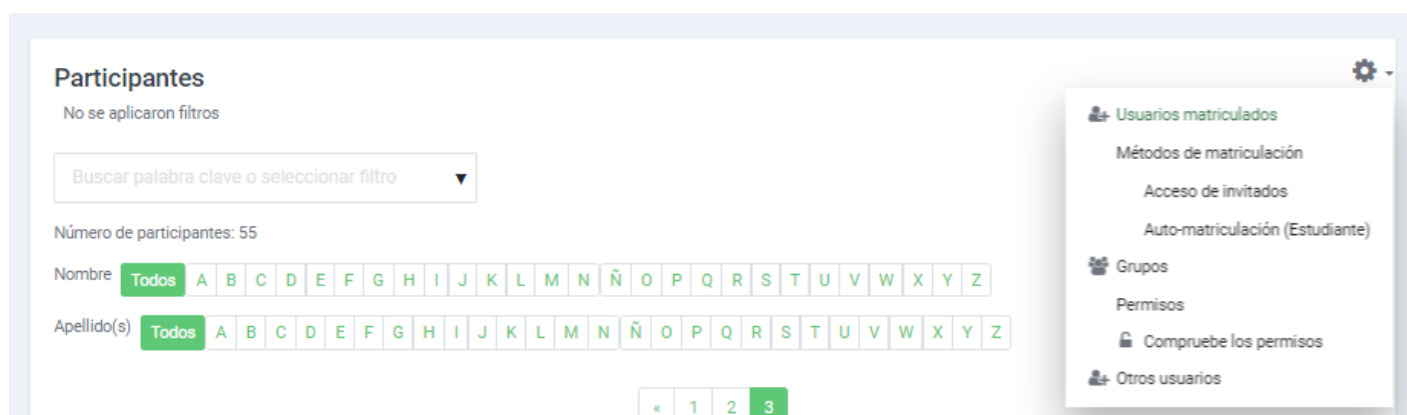 Participantes
No se aplicaron filtros
Buscar palabra clave o seleccionar filtro ▼
Número de participantes: 55
Nombre Todos A B C D E F G H I J K L M N Ñ O P Q R S T U V W X Y Z
Apellido(s) Todos A B C D E F G H I J K L M N Ñ O P Q R S T U V W X Y Z
« 1 2 3
Usuarios matriculados
Métodos de matriculación
Acceso de invitados
Auto-matriculación (Estudiante)
Grupos
Permisos
Compruebe los permisos
Otros usuarios